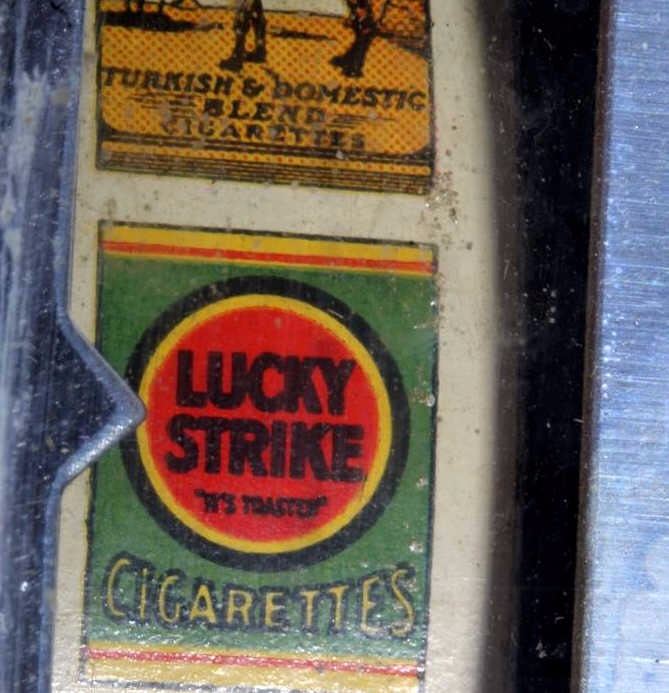 TURKISH & DOMESTIC
BLEND
CIGARETTES
LUCKY
STRIKE
"IT'S TOASTED"
CIGARETTES